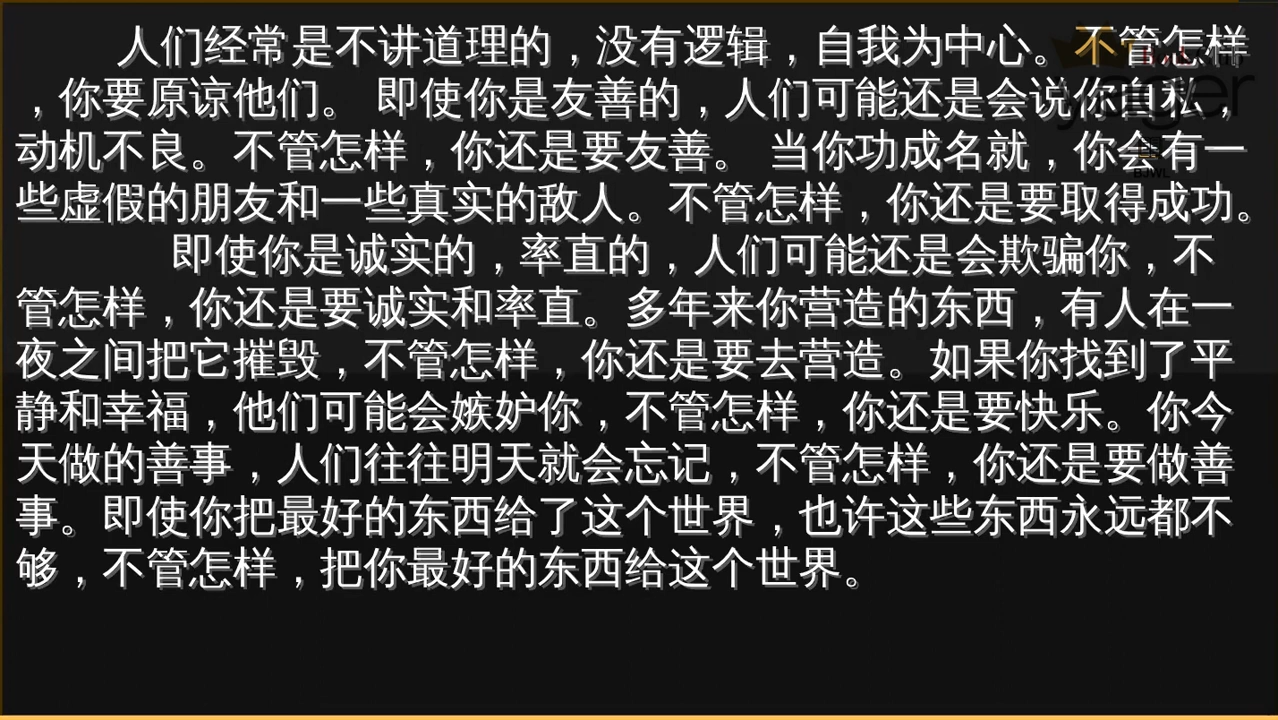 人们经常是不讲道理的，没有逻辑，自我为中心。不管怎样
，你要原谅他们。 即使你是友善的，人们可能还是会说你自私，
动机不良。不管怎样，你还是要友善。 当你功成名就，你会有一
些虚假的朋友和一些真实的敌人。不管怎样，你还是要取得成功。
即使你是诚实的，率直的，人们可能还是会欺骗你，不
管怎样，你还是要诚实和率直。多年来你营造的东西，有人在一
夜之间把它摧毁，不管怎样，你还是要去营造。如果你找到了平
静和幸福，他们可能会嫉妒你，不管怎样，你还是要快乐。你今
天做的善事，人们往往明天就会忘记，不管怎样，你还是要做善
事。即使你把最好的东西给了这个世界，也许这些东西永远都不
够，不管怎样，把你最好的东西给这个世界。
yager
BJWL